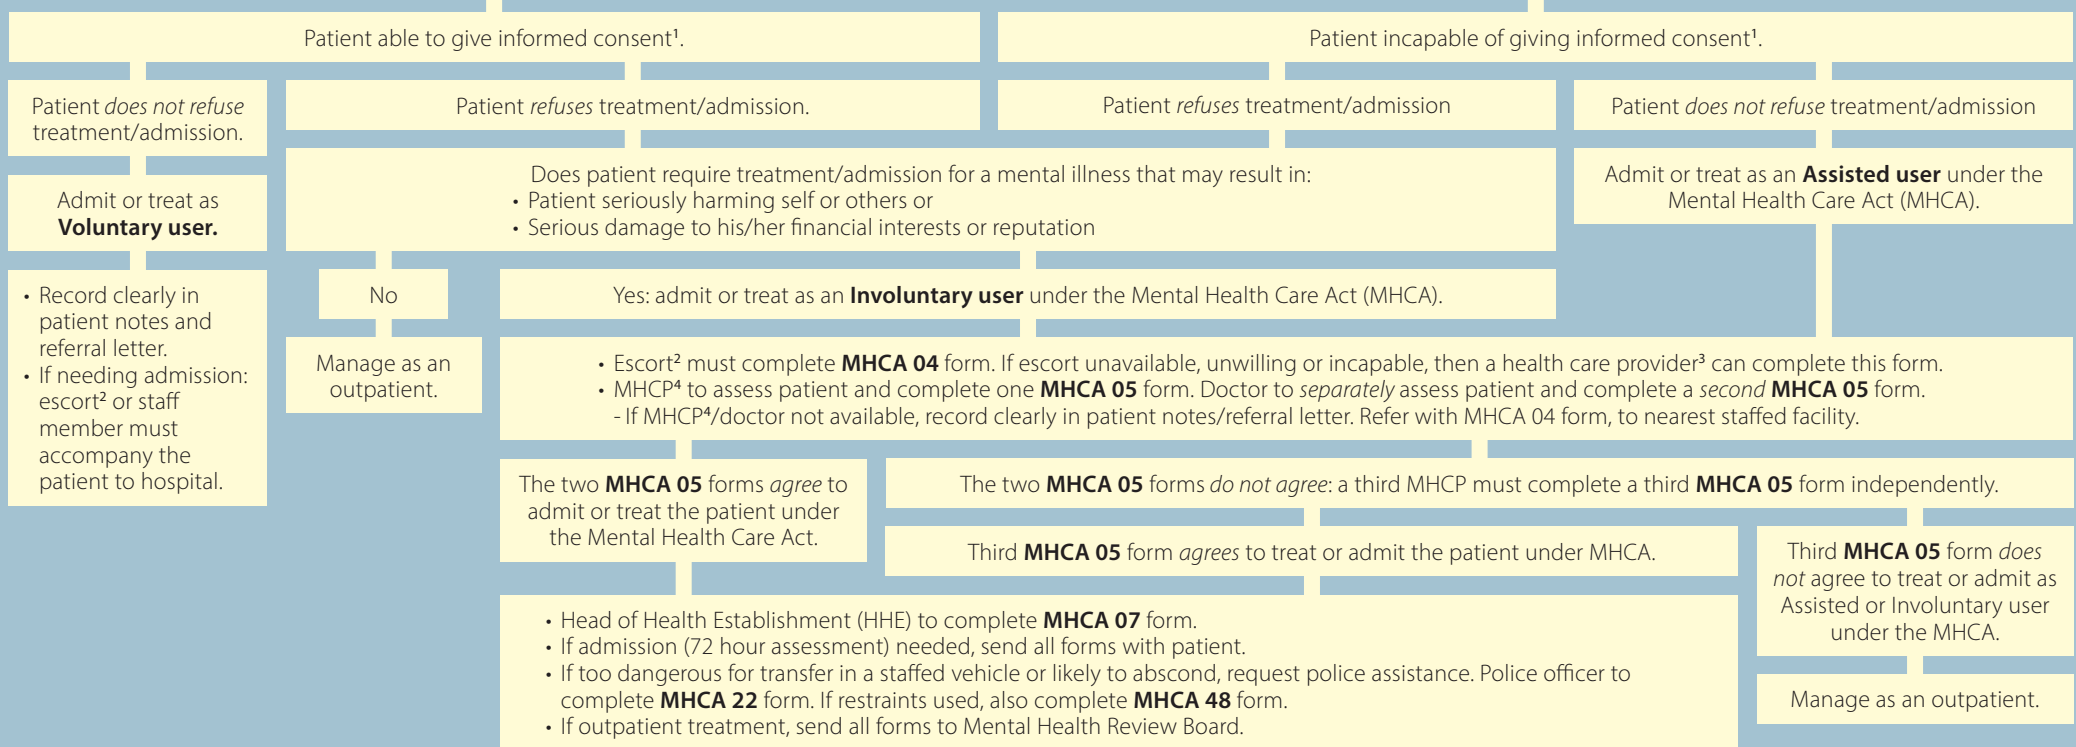 Patient able to give informed consent¹.
Patient incapable of giving informed consent¹.
Patient does not refuse
treatment/admission.
Patient refuses treatment/admission.
Patient refuses treatment/admission
Patient does not refuse treatment/admission
Admit or treat as
Voluntary user.
Does patient require treatment/admission for a mental illness that may result in:
• Patient seriously harming self or others or
• Serious damage to his/her financial interests or reputation
Admit or treat as an Assisted user under the
Mental Health Care Act (MHCA).
• Record clearly in
patient notes and
referral letter.
• If needing admission:
escort² or staff
member must
accompany the
patient to hospital.
No
Yes: admit or treat as an Involuntary user under the Mental Health Care Act (MHCA).
Manage as an
outpatient.
• Escort² must complete MHCA 04 form. If escort unavailable, unwilling or incapable, then a health care provider³ can complete this form.
• MHCP⁴ to assess patient and complete one MHCA 05 form. Doctor to separately assess patient and complete a second MHCA 05 form.
- If MHCP⁴/doctor not available, record clearly in patient notes/referral letter. Refer with MHCA 04 form, to nearest staffed facility.
The two MHCA 05 forms agree to
admit or treat the patient under
the Mental Health Care Act.
The two MHCA 05 forms do not agree: a third MHCP must complete a third MHCA 05 form independently.
Third MHCA 05 form agrees to treat or admit the patient under MHCA.
Third MHCA 05 form does
not agree to treat or admit as
Assisted or Involuntary user
under the MHCA.
• Head of Health Establishment (HHE) to complete MHCA 07 form.
• If admission (72 hour assessment) needed, send all forms with patient.
• If too dangerous for transfer in a staffed vehicle or likely to abscond, request police assistance. Police officer to
complete MHCA 22 form. If restraints used, also complete MHCA 48 form.
• If outpatient treatment, send all forms to Mental Health Review Board.
Manage as an outpatient.